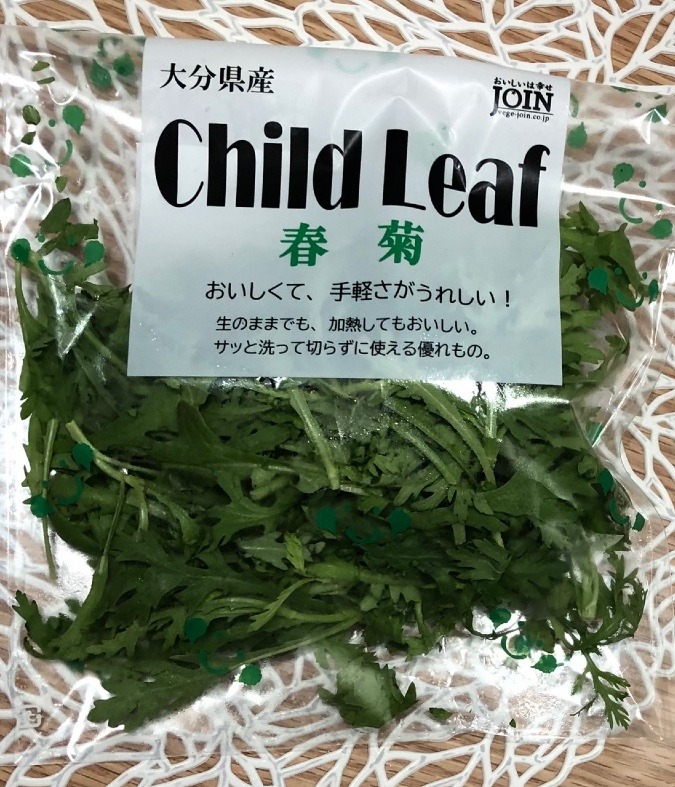 大分県産
おいしいは幸せ
JOIN
vege-join.co.jp
Child Leaf
春菊
おいしくて、手軽さがうれしい！
生のままでも、加熱してもおいしい。
サッと洗って切らずに使える優れもの。